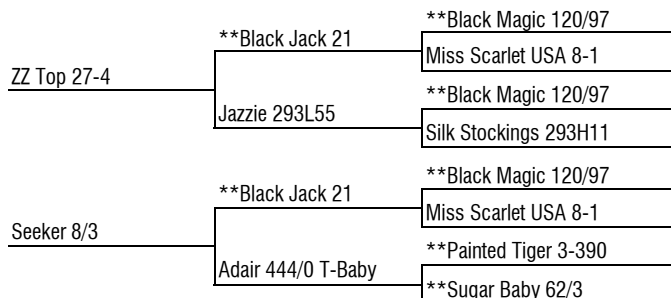 **Black Magic 120/97
**Black Jack 21
Miss Scarlet USA 8-1
ZZ Top 27-4
**Black Magic 120/97
Jazzie 293L55
Silk Stockings 293H11
**Black Magic 120/97
**Black Jack 21
Miss Scarlet USA 8-1
Seeker 8/3
**Painted Tiger 3-390
Adair 444/0 T-Baby
**Sugar Baby 62/3